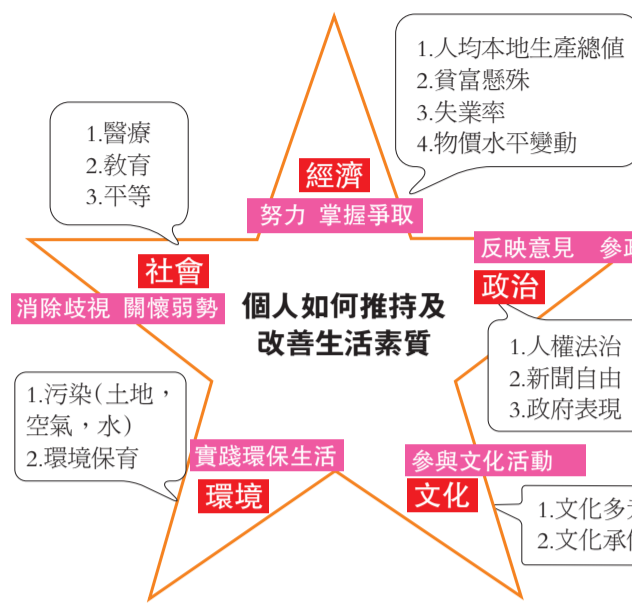 1.人均本地生產總值
2.貧富懸殊
3.失業率
4.物價水平變動
經濟
努力 掌握爭取
1.醫療
2.教育
3.平等
社會
消除歧視 關懷弱勢
個人如何推持及
改善生活素質
反映意見 參政
政治
1.人權法治
2.新聞自由
3.政府表現
1.污染(土地，
空氣，水)
2.環境保育
實踐環保生活
環境
參與文化活動
文化
1.文化多
2.文化承